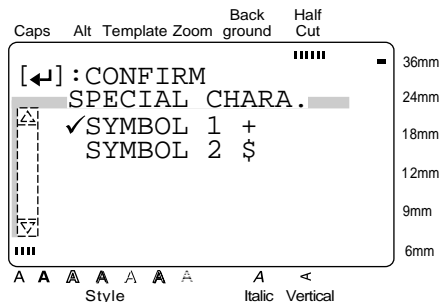 Caps Alt Template Zoom Back ground Half Cut
[↵]:CONFIRM
SPECIAL CHARA.
✓SYMBOL 1 +
SYMBOL 2 $
36mm
24mm
18mm
12mm
9mm
6mm
A A A A A A A A A
Style Italic Vertical